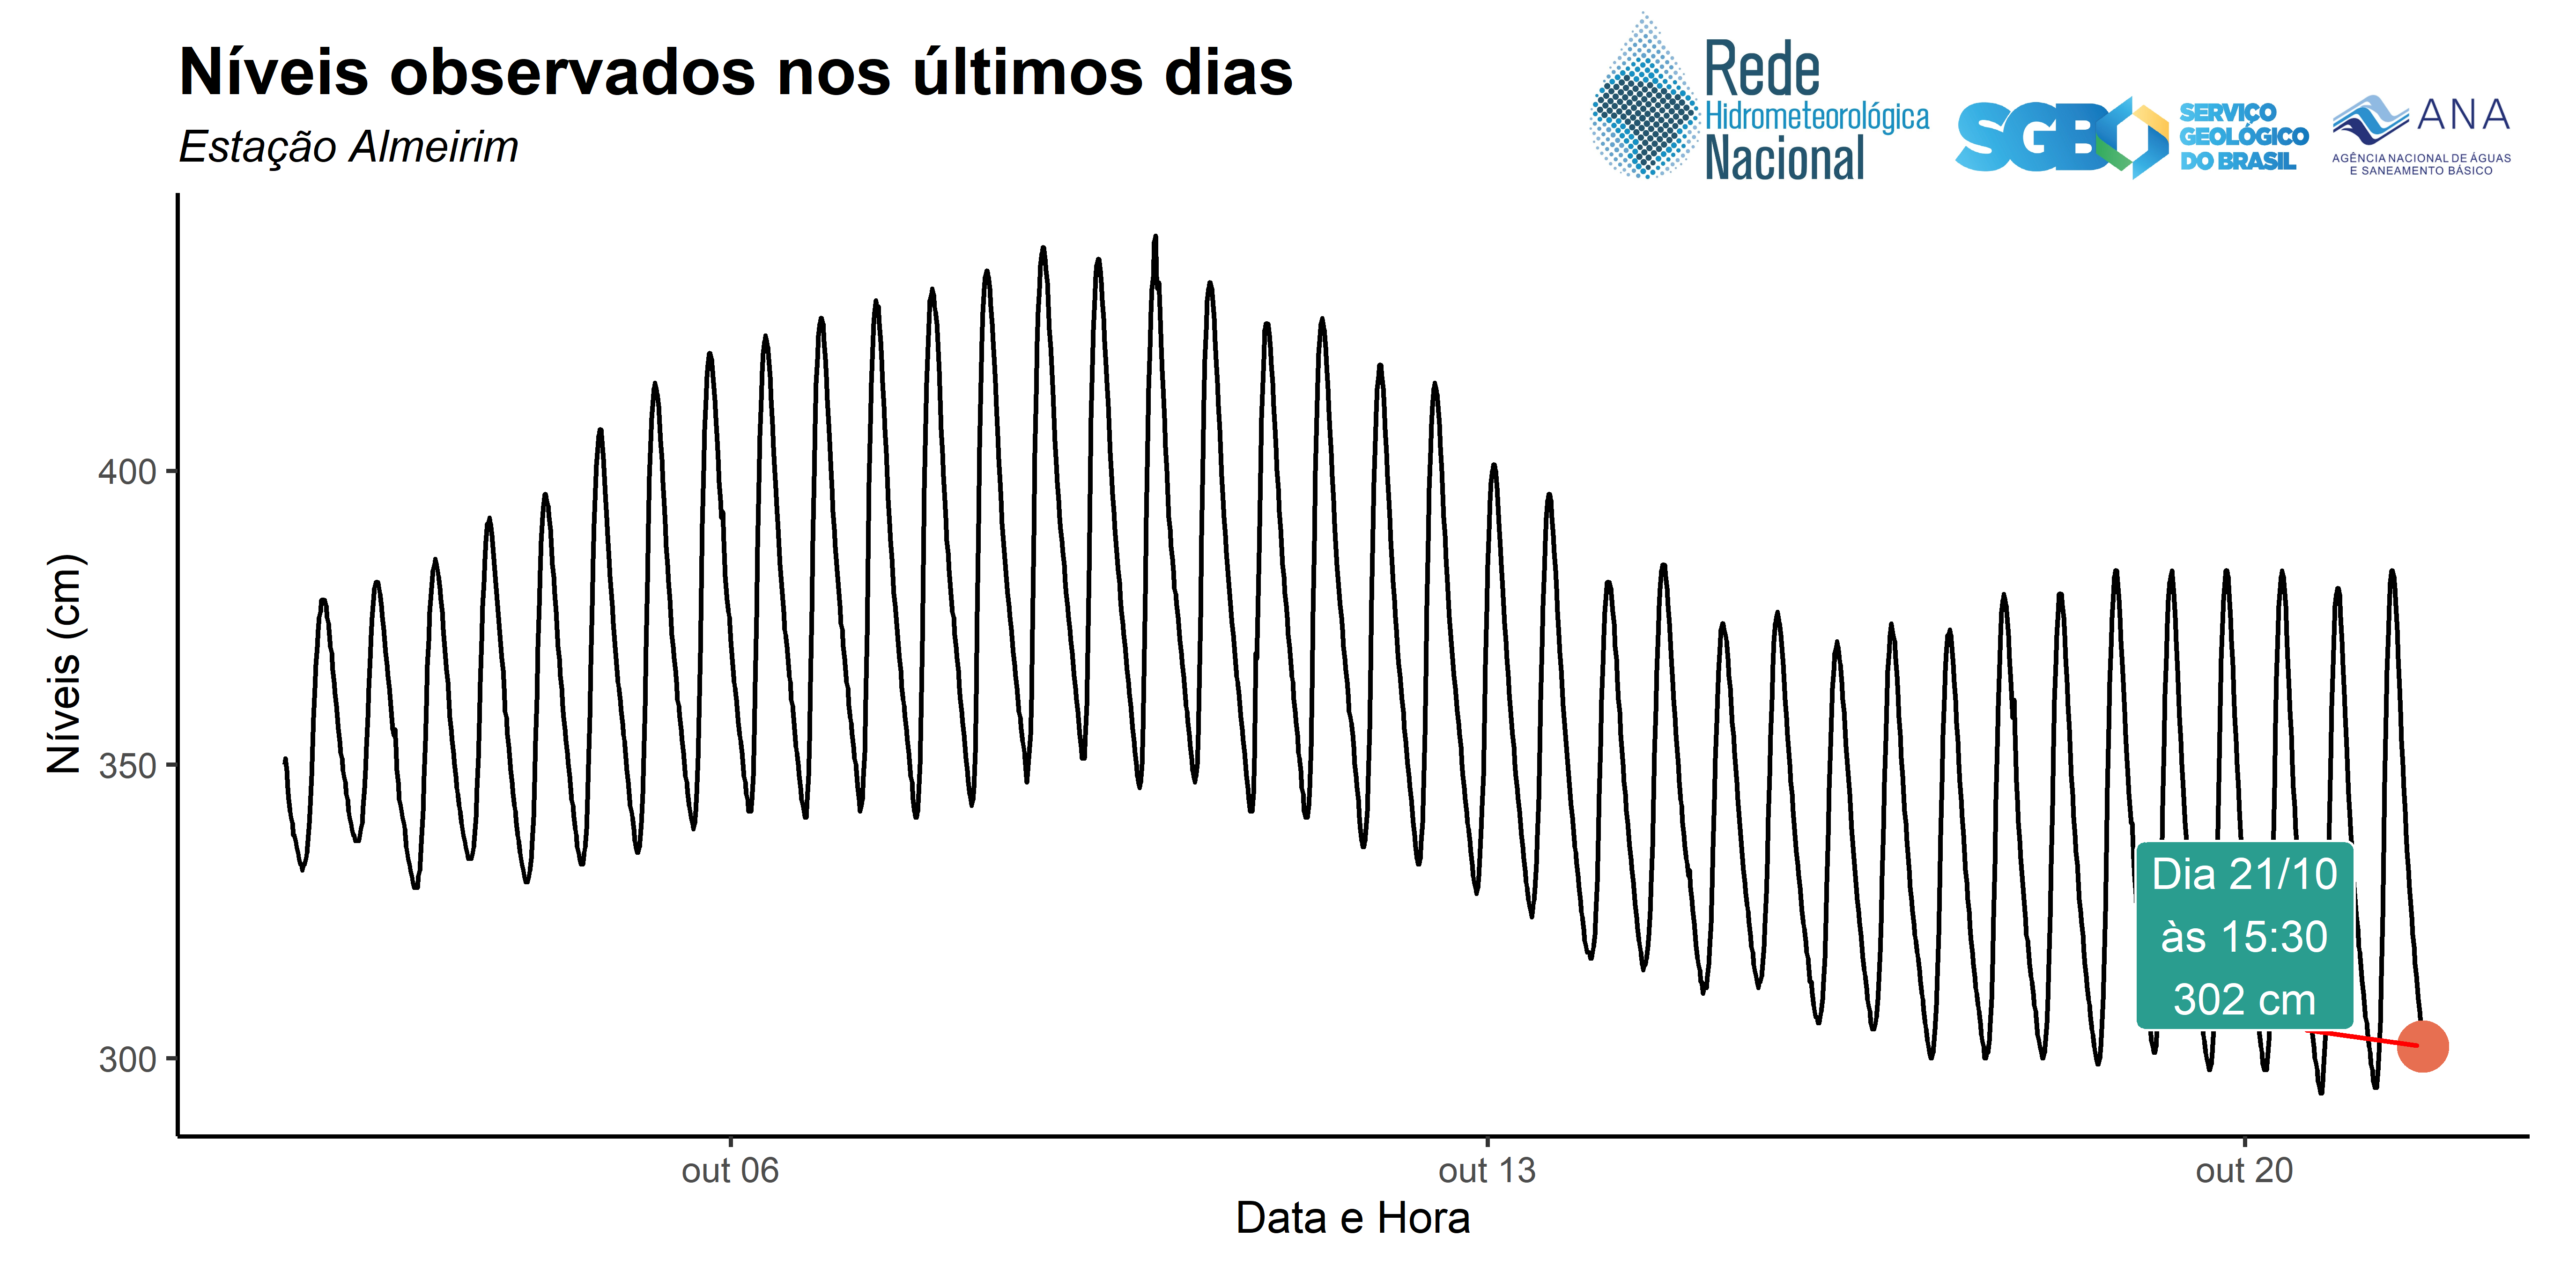 Níveis observados nos últimos dias
Estação Almeirim
Rede
Hidrometeorológica
Nacional
SGB
SERVIÇO
GEOLÓGICO
DO BRASIL
ANA
AGÊNCIA NACIONAL DE ÁGUAS
E SANEAMENTO BÁSICO
Níveis (cm)
400
350
300
Dia 21/10
às 15:30
302 cm
out 06
out 13
out 20
Data e Hora